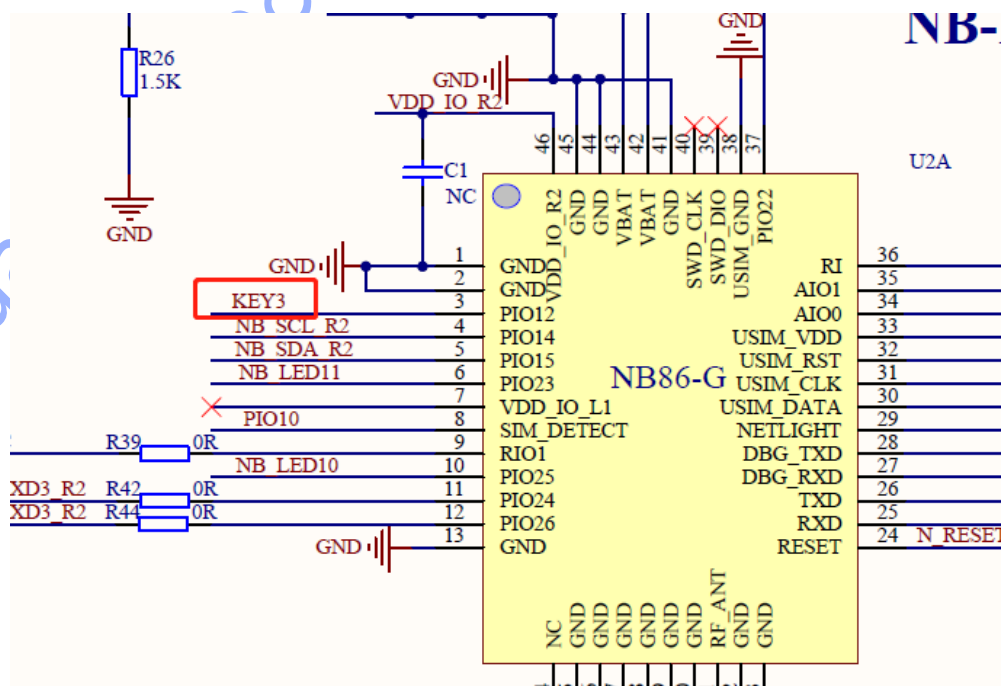 GND
NB-
R26
1.5K
GND
VDD_IO_R2
46
45
44
43
42
41
40
39
38
37
U2A
C1
NC
GND
VDD_IO_R2
GND
GND
VBAT
VBAT
GND
SWD_CLK
SWD_DIO
USIM_GND
PIO22
GND
1
GND
2
GND
KEY3
3
PIO12
NB_SCL_R2
4
PIO14
NB_SDA_R2
5
PIO15
NB_LED11
6
PIO23
7
VDD_IO_L1
PIO10
8
SIM_DETECT
R39
0R
9
RIO1
NB_LED10
10
PIO25
XD3_R2
R42
0R
11
PIO24
XD3_R2
R44
0R
12
PIO26
GND
13
GND
NB86-G
RI
36
AIO1
35
AIO0
34
USIM_VDD
33
USIM_RST
32
USIM_CLK
31
USIM_DATA
30
NETLIGHT
29
DBG_TXD
28
DBG_RXD
27
TXD
26
RXD
25
RESET
24
N_RESET
NC
GND
GND
GND
GND
GND
GND
RF_ANT
GND
GND